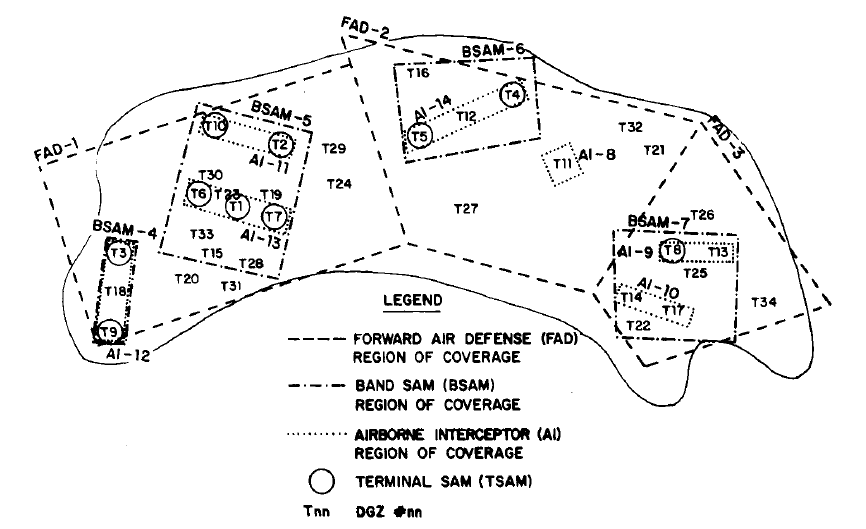 FAD-2
BSAM-6
T16
AI-14
T4
T12
T5
BSAM-5
T10
T2
AI-11
T29
T32
FAD-3
T21
T11
AI-8
FAD-1
T30
T24
T6
T23
T19
T1
T7
AI-13
T27
T26
BSAM-7
BSAM-4
T33
T3
T15
T28
AI-9
T8
T13
T25
T20
T31
T18
AI-10
T14
T17
T34
T22
T9
AI-12
LEGEND
FORWARD AIR DEFENSE (FAD)
REGION OF COVERAGE
BAND SAM (BSAM)
REGION OF COVERAGE
AIRBORNE INTERCEPTOR (AI)
REGION OF COVERAGE
TERMINAL SAM (TSAM)
Tnn DGZ #nn